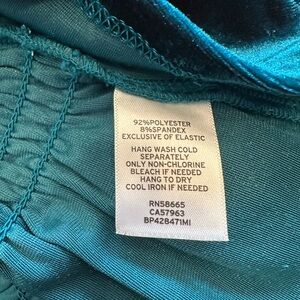 92%POLYESTER
8%SPANDEX
EXCLUSIVE OF ELASTIC
HANG WASH COLD
SEPARATELY
ONLY NON-CHLORINE
BLEACH IF NEEDED
HANG TO DRY
COOL IRON IF NEEDED
RN58665
CA57963
BP428471MI